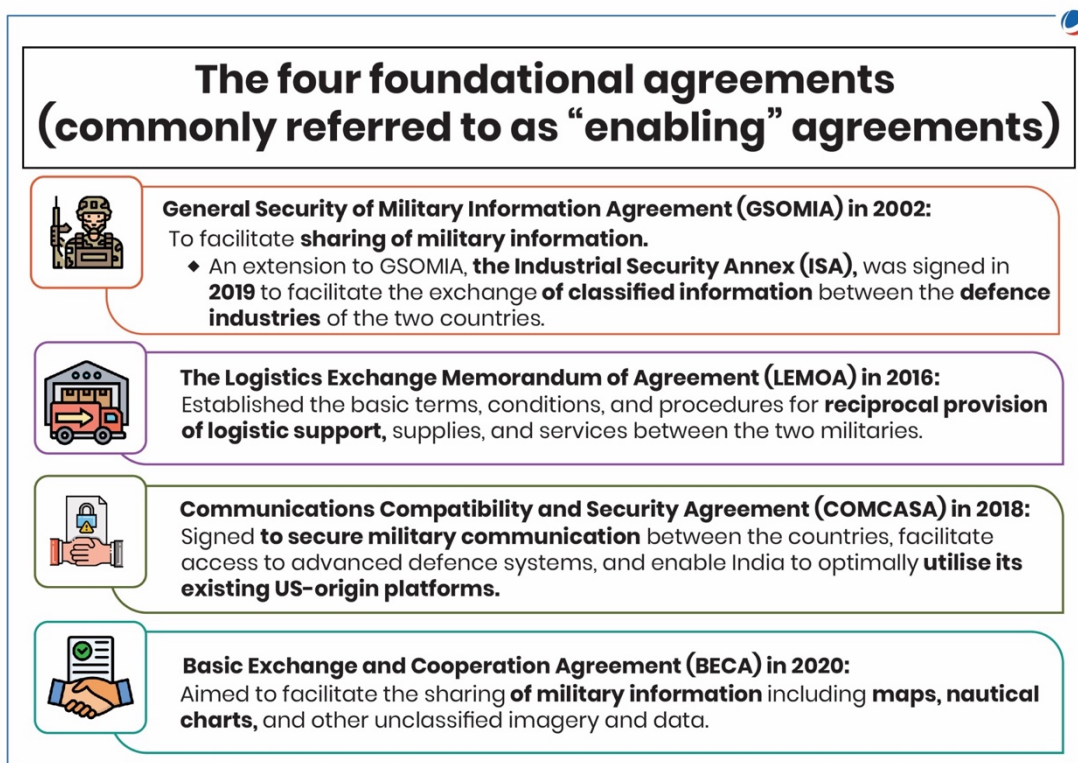 The four foundational agreements
(commonly referred to as “enabling” agreements)
General Security of Military Information Agreement (GSOMIA) in 2002:
To facilitate sharing of military information.
◆ An extension to GSOMIA, the Industrial Security Annex (ISA), was signed in
2019 to facilitate the exchange of classified information between the defence
industries of the two countries.
The Logistics Exchange Memorandum of Agreement (LEMOA) in 2016:
Established the basic terms, conditions, and procedures for reciprocal provision
of logistic support, supplies, and services between the two militaries.
Communications Compatibility and Security Agreement (COMCASA) in 2018:
Signed to secure military communication between the countries, facilitate
access to advanced defence systems, and enable India to optimally utilise its
existing US-origin platforms.
Basic Exchange and Cooperation Agreement (BECA) in 2020:
Aimed to facilitate the sharing of military information including maps, nautical
charts, and other unclassified imagery and data.